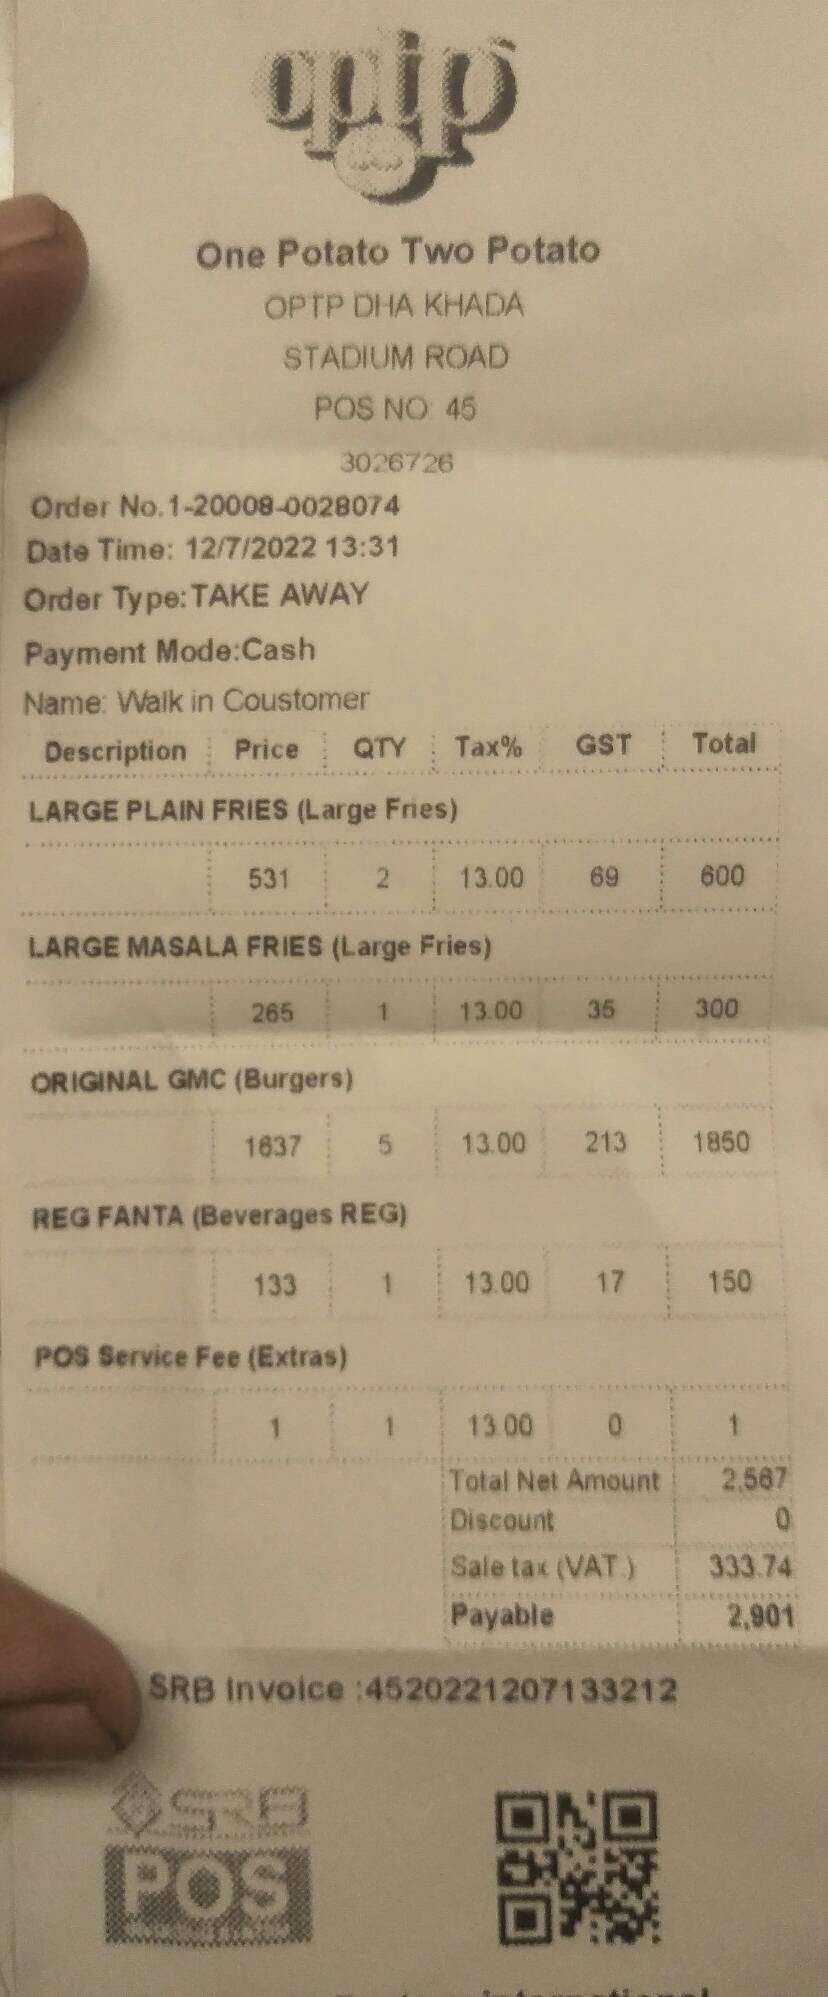 optp
One Potato Two Potato
OPTP DHA KHADA
STADIUM ROAD
POS NO: 45
3026726
Order No.1-20008-0028074
Date Time: 12/7/2022 13:31
Order Type:TAKE AWAY
Payment Mode:Cash
Name: Walk in Coustomer
Description Price QTY Tax% GST Total
LARGE PLAIN FRIES (Large Fries)
531 2 13.00 69 600
LARGE MASALA FRIES (Large Fries)
265 1 13.00 35 300
ORIGINAL GMC (Burgers)
1637 5 13.00 213 1850
REG FANTA (Beverages REG)
133 1 13.00 17 150
POS Service Fee (Extras)
1 1 13.00 0 1
Total Net Amount 2,567
Discount 0
Sale tax (VAT.) 333.74
Payable 2,901
SRB Invoice :4520221207133212
SRB
POS